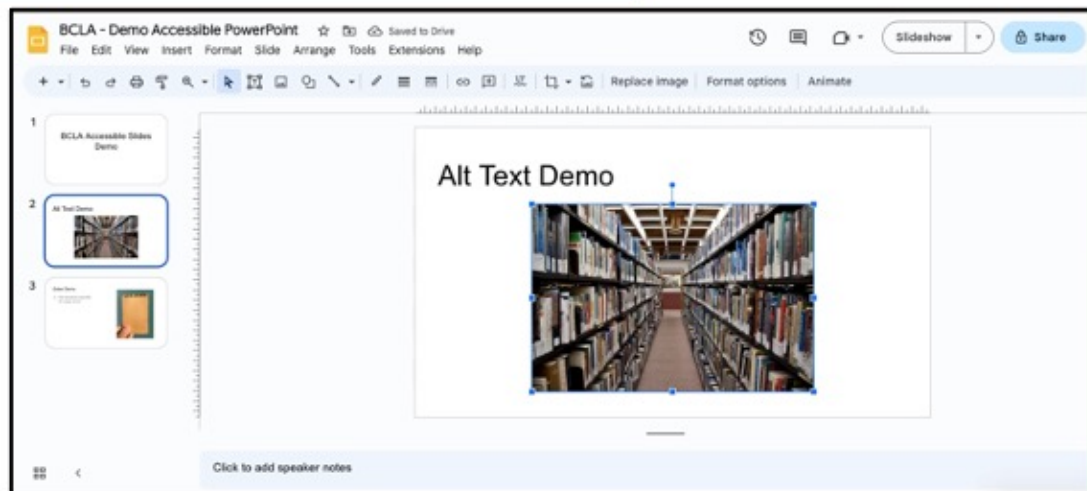 BCLA - Demo Accessible PowerPoint
Saved to Drive
File Edit View Insert Format Slide Arrange Tools Extensions Help
Slideshow
Share
Replace image
Format options
Animate
1
BCLA Accessible Slides
Demo
2
Alt Text Demo
3
Alt Text Demo
Click to add speaker notes